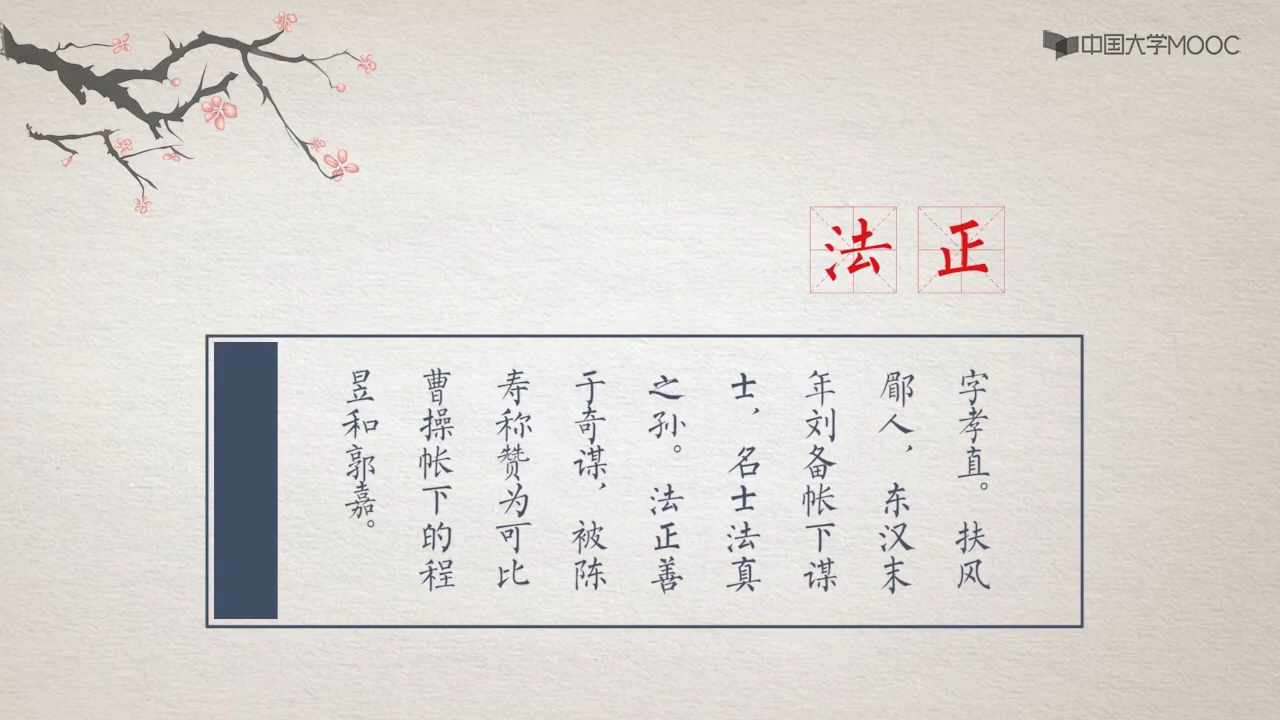 中国大学MOOC
法正
字孝直。扶风
郿人，东汉末
年刘备帐下谋
士，名士法真
之孙。法正善
于奇谋，被陈
寿称赞为可比
曹操帐下的程
昱和郭嘉。